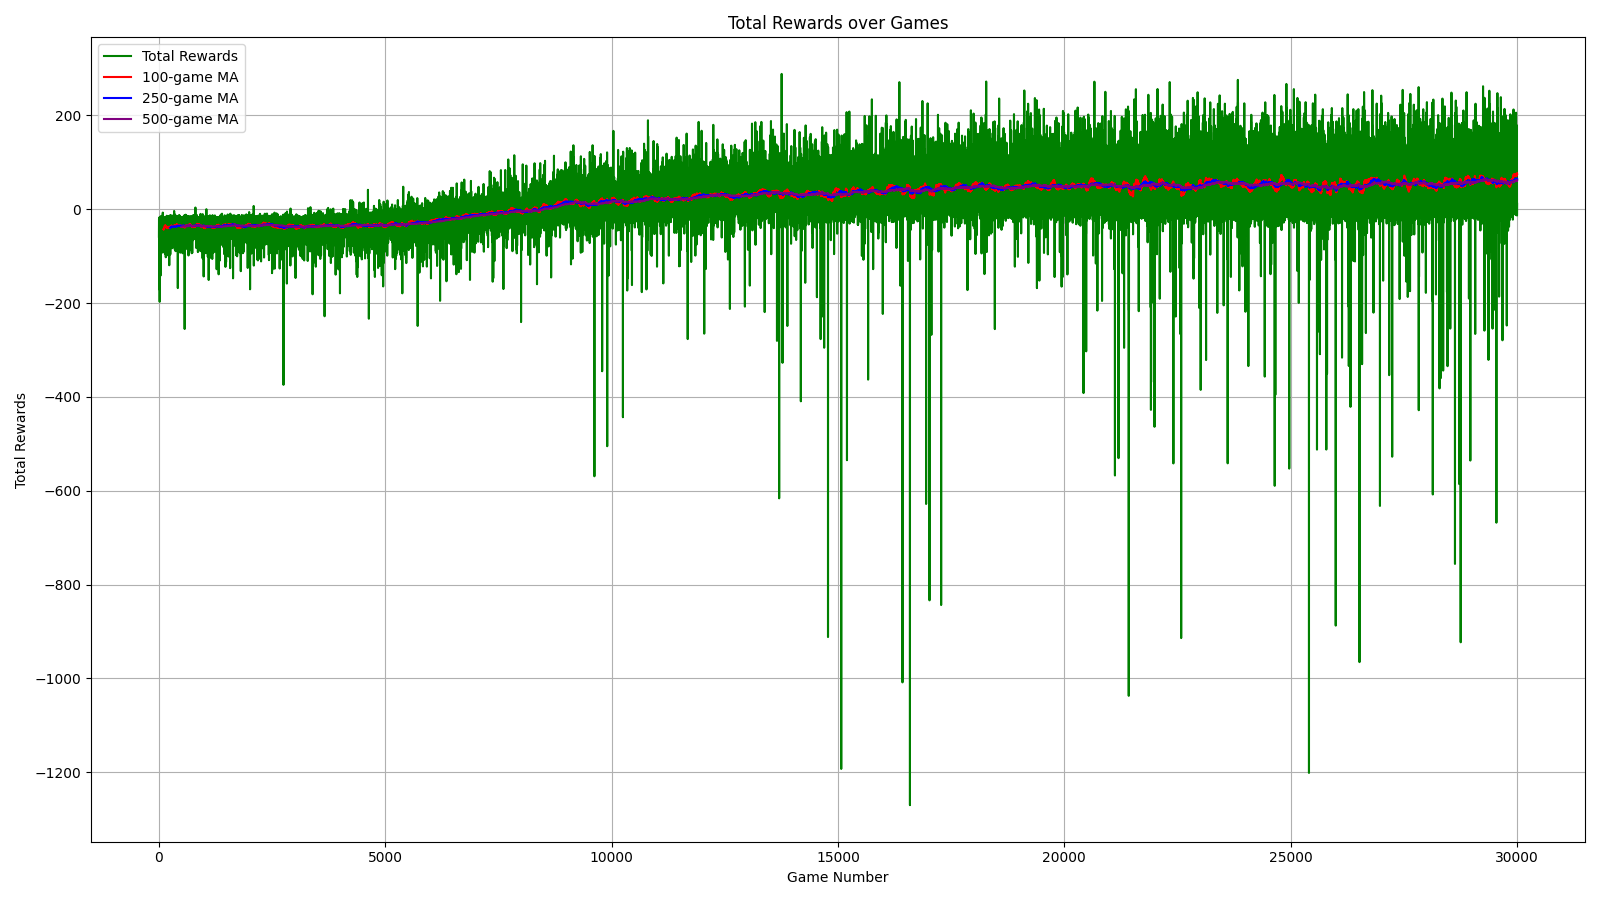 Total Rewards over Games
Total Rewards
100-game MA
250-game MA
500-game MA
200
0
−200
−400
−600
−800
−1000
−1200
Total Rewards
0
5000
10000
15000
20000
25000
30000
Game Number